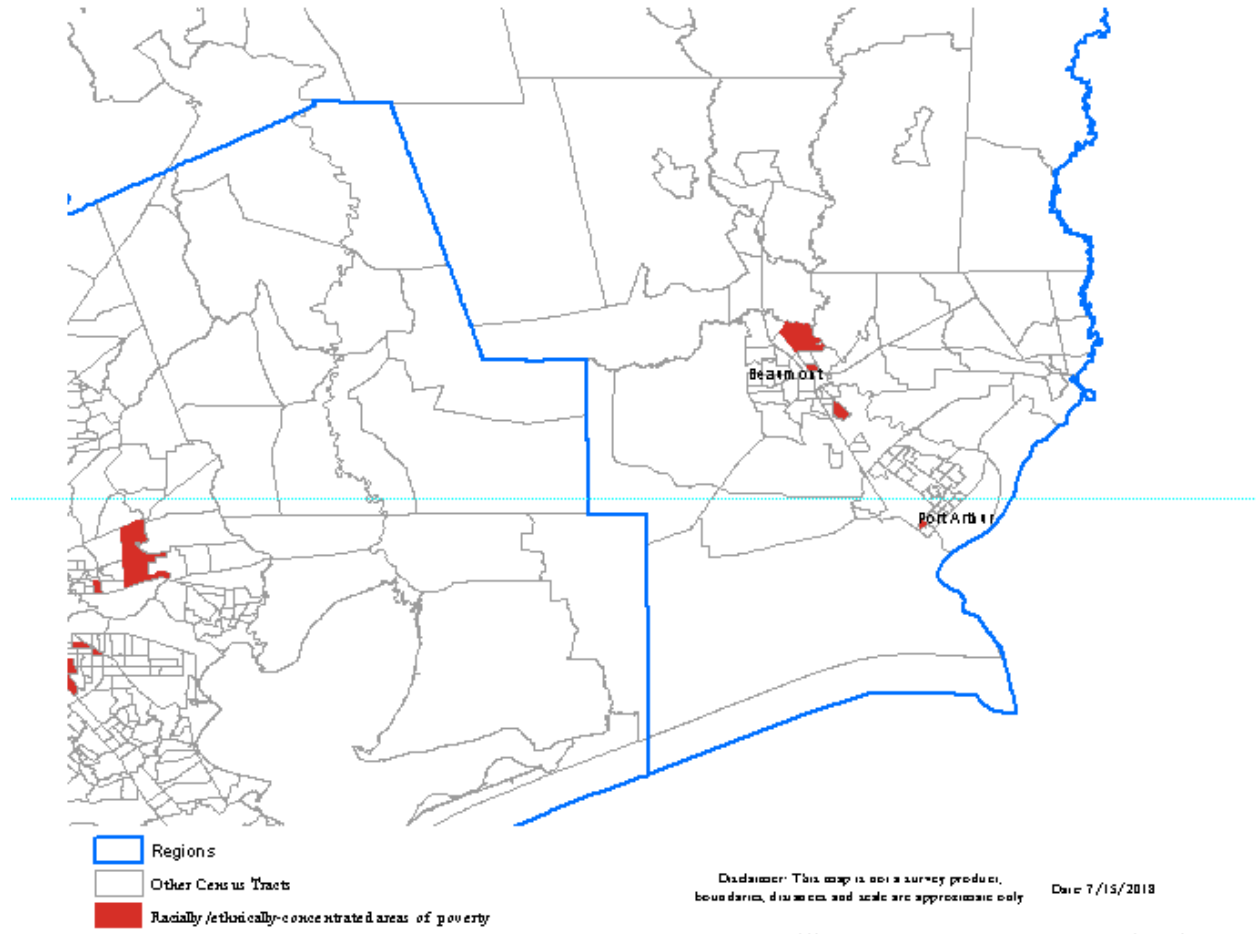 Beaumont
Port Arthur
Regions
Other Census Tracts
Racially/ethnically-concentrated areas of poverty
Disclaimer: This map is not a survey product,
boundaries, distances and scale are approximate only
Date 7/15/2018